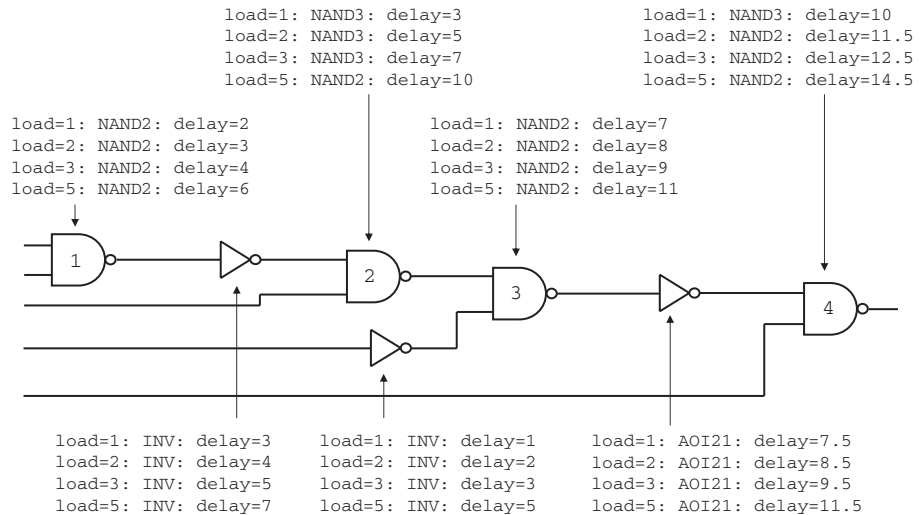 load=1: NAND3: delay=3
load=2: NAND3: delay=5
load=3: NAND3: delay=7
load=5: NAND2: delay=10
load=1: NAND3: delay=10
load=2: NAND2: delay=11.5
load=3: NAND2: delay=12.5
load=5: NAND2: delay=14.5
load=1: NAND2: delay=2
load=2: NAND2: delay=3
load=3: NAND2: delay=4
load=5: NAND2: delay=6
load=1: NAND2: delay=7
load=2: NAND2: delay=8
load=3: NAND2: delay=9
load=5: NAND2: delay=11
1
2
3
4
load=1: INV: delay=3
load=2: INV: delay=4
load=3: INV: delay=5
load=5: INV: delay=7
load=1: INV: delay=1
load=2: INV: delay=2
load=3: INV: delay=3
load=5: INV: delay=5
load=1: AOI21: delay=7.5
load=2: AOI21: delay=8.5
load=3: AOI21: delay=9.5
load=5: AOI21: delay=11.5